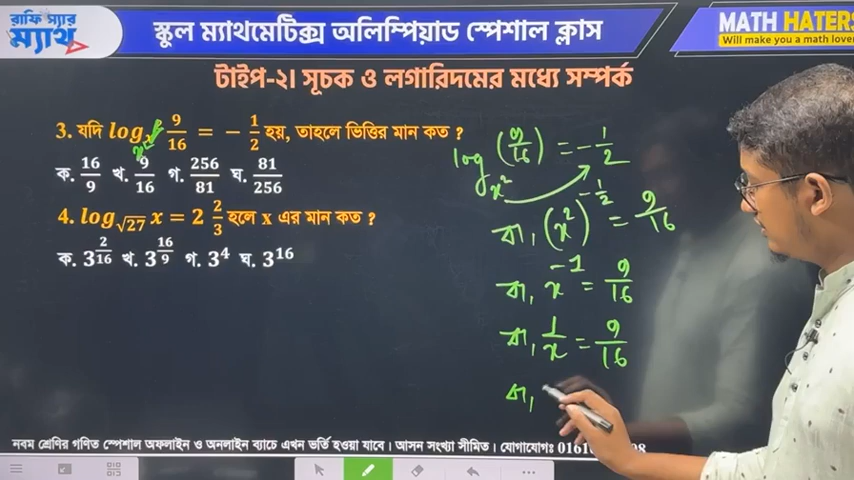 রাফি স্যার
ম্যাথ
স্কুল ম্যাথমেটিক্স অলিম্পিয়াড স্পেশাল ক্লাস
MATH HATERS
Will make you a math lover
টাইপ-২। সূচক ও লগারিদমের মধ্যে সম্পর্ক
3. যদি log_x 9/16 = - 1/2 হয়, তাহলে ভিত্তির মান কত ?
x²
ক. 16/9 খ. 9/16 গ. 256/81 ঘ. 81/256
4. log_√27 x = 2 2/3 হলে x এর মান কত ?
ক. 3^(2/16) খ. 3^(16/9) গ. 3^4 ঘ. 3^16
log_x² (9/16) = - 1/2
বা, (x²)^(-1/2) = 9/16
বা, x^-1 = 9/16
বা, 1/x = 9/16
বা,
নবম শ্রেণির গণিত স্পেশাল অফলাইন ও অনলাইন ব্যাচে এখন ভর্তি হওয়া যাবে। আসন সংখ্যা সীমিত। যোগাযোগঃ